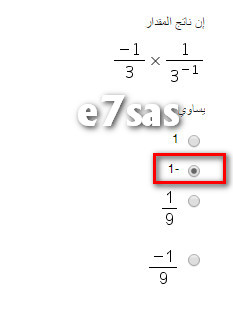 إن ناتج المقدار
-1/3 × 1/3^-1
يساوي
e7sas
1
-1
1/9
-1/9